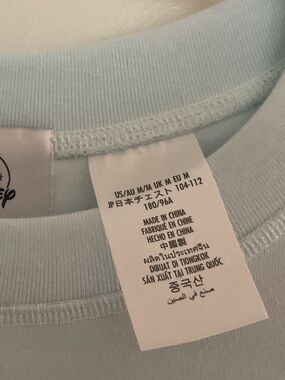 US/AU M/M UK M EU M
JP日本チェスト 104-112
180/96A
MADE IN CHINA
FABRIQUÉ EN CHINE
HECHO EN CHINA
中國製
ผลิตในประเทศจีน
DIBUAT DI TIONGKOK
SẢN XUẤT TẠI TRUNG QUỐC
중국산
صنع في الصين